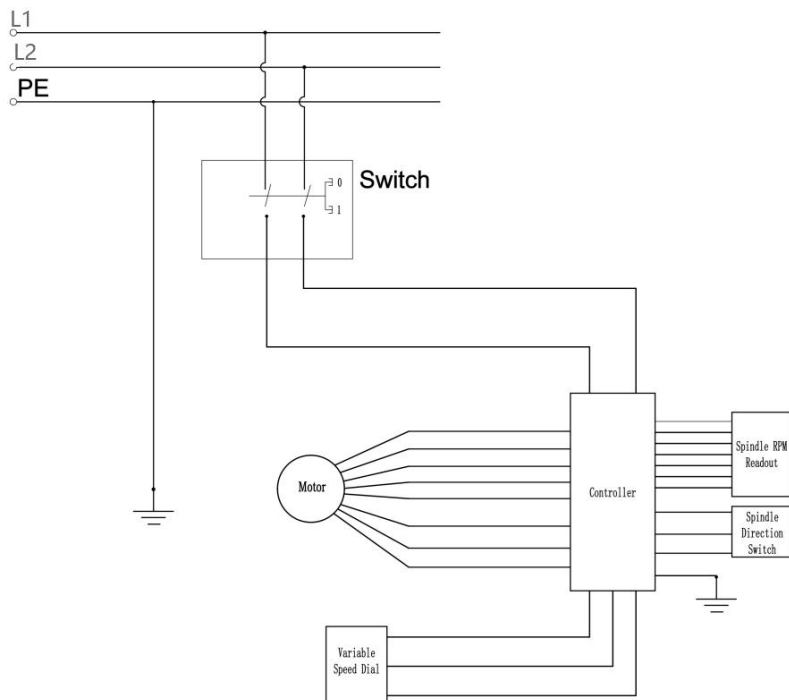 L1
L2
PE
0
Switch
1
Spindle RPM
Readout
Motor
Controller
Spindle
Direction
Switch
Variable
Speed Dial